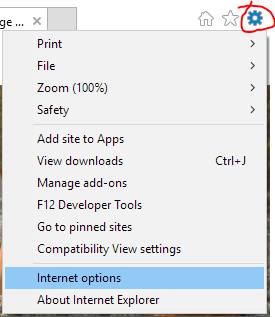 ge ...
Print
File
Zoom (100%)
Safety
Add site to Apps
View downloads Ctrl+J
Manage add-ons
F12 Developer Tools
Go to pinned sites
Compatibility View settings
Internet options
About Internet Explorer